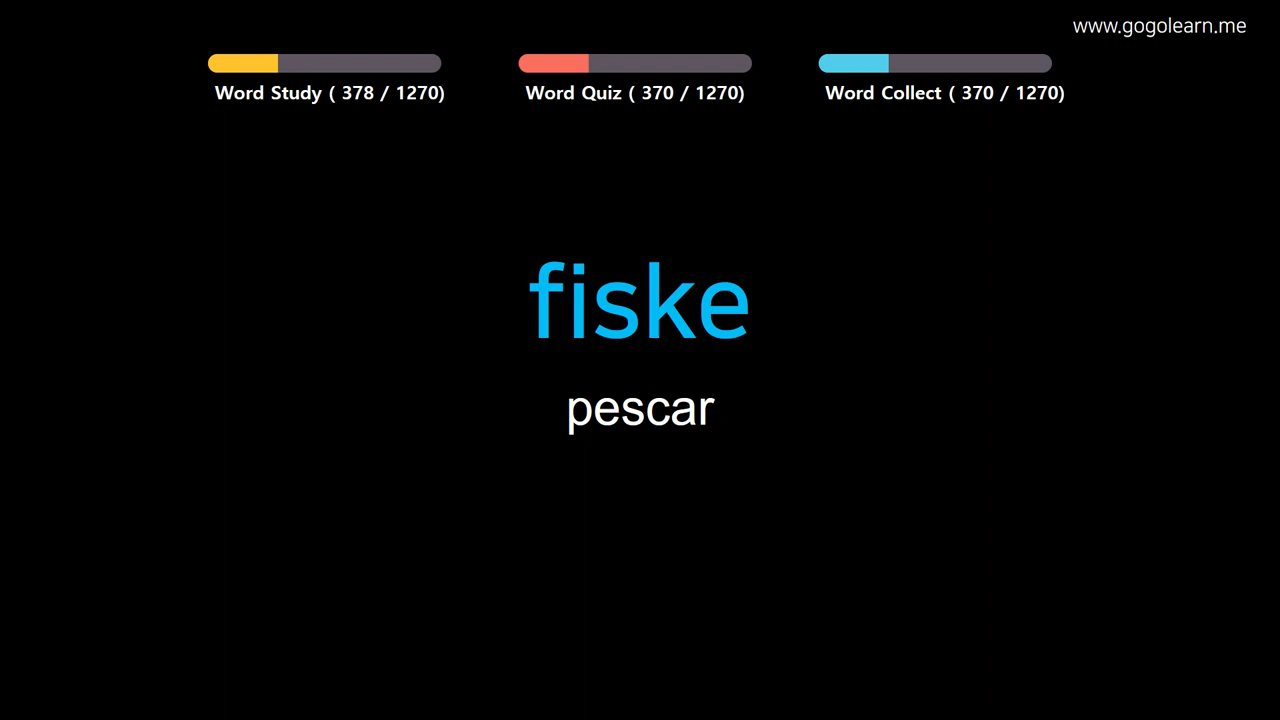 www.gogolearn.me
Word Study ( 378 / 1270)
Word Quiz ( 370 / 1270)
Word Collect ( 370 / 1270)
fiske
pescar